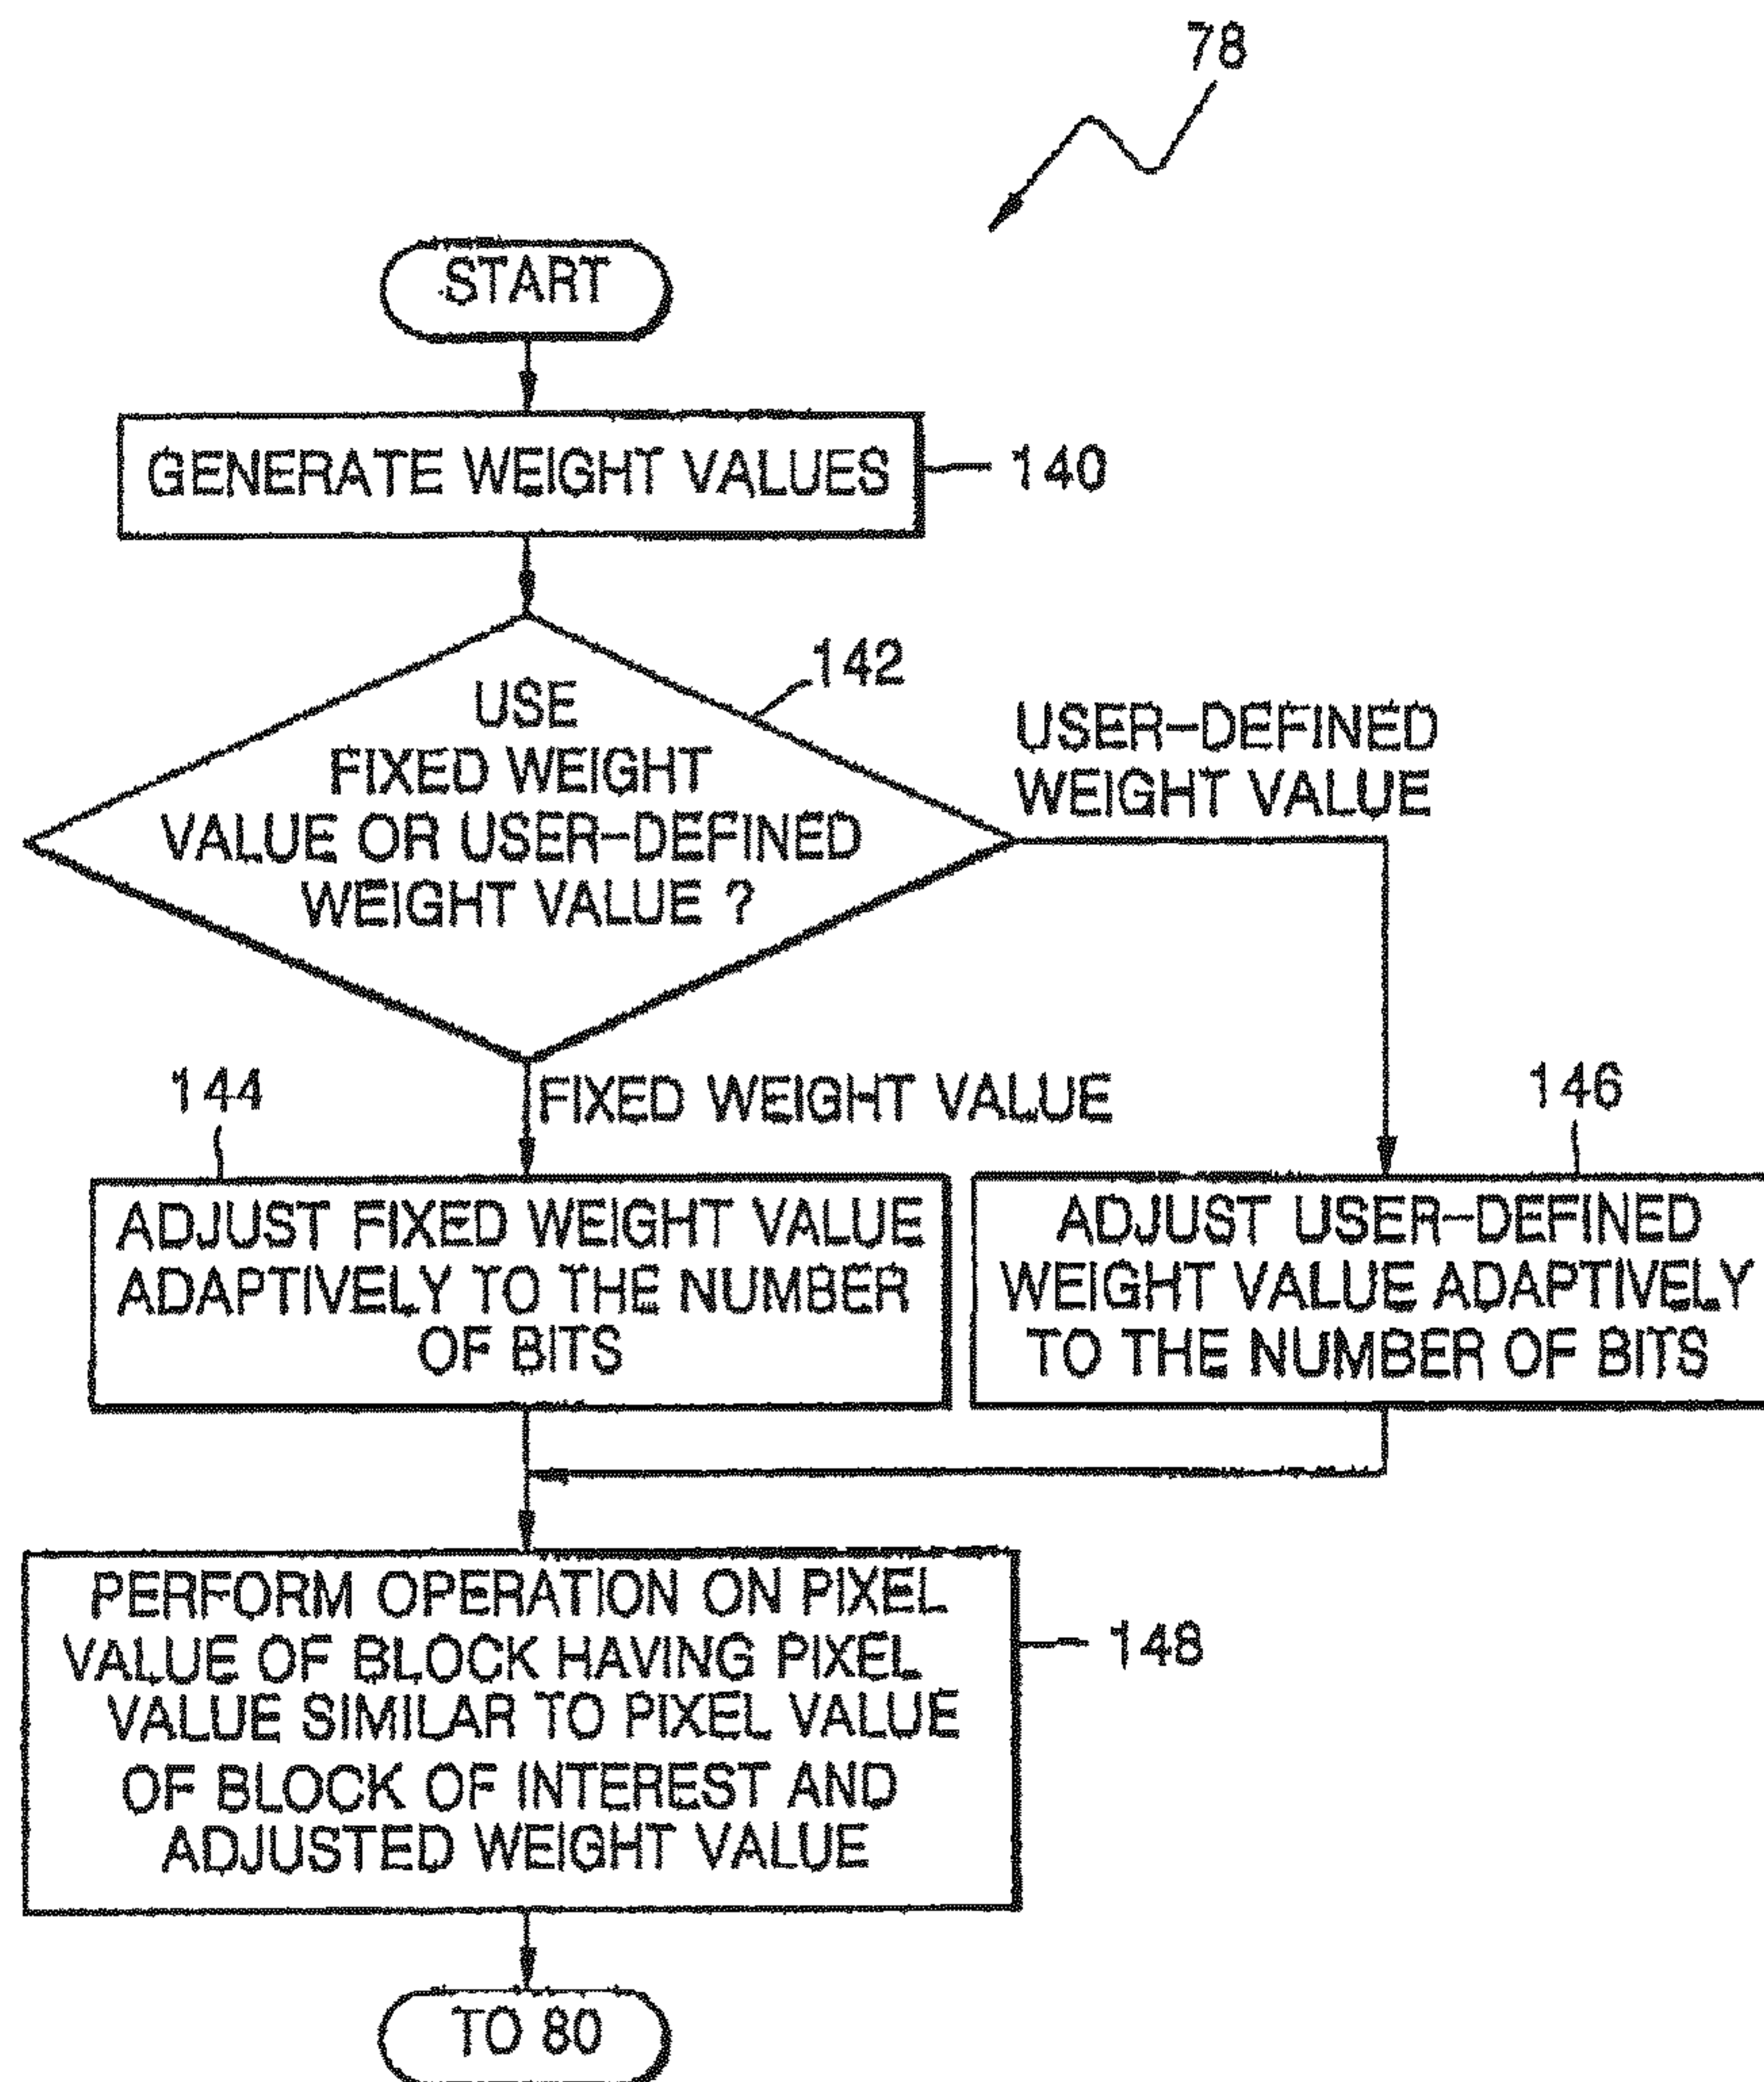 78
START
GENERATE WEIGHT VALUES
140
142
USE
FIXED WEIGHT
VALUE OR USER-DEFINED
WEIGHT VALUE ?
USER-DEFINED
WEIGHT VALUE
FIXED WEIGHT VALUE
144
ADJUST FIXED WEIGHT VALUE
ADAPTIVELY TO THE NUMBER
OF BITS
146
ADJUST USER-DEFINED
WEIGHT VALUE ADAPTIVELY
TO THE NUMBER OF BITS
PERFORM OPERATION ON PIXEL
VALUE OF BLOCK HAVING PIXEL
VALUE SIMILAR TO PIXEL VALUE
OF BLOCK OF INTEREST AND
ADJUSTED WEIGHT VALUE
148
TO 80